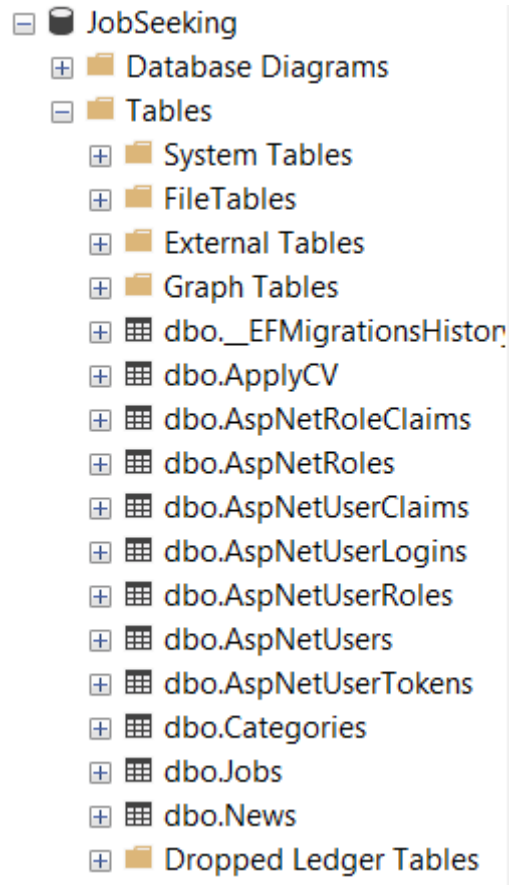 JobSeeking
Database Diagrams
Tables
System Tables
FileTables
External Tables
Graph Tables
dbo.__EFMigrationsHistory
dbo.ApplyCV
dbo.AspNetRoleClaims
dbo.AspNetRoles
dbo.AspNetUserClaims
dbo.AspNetUserLogins
dbo.AspNetUserRoles
dbo.AspNetUsers
dbo.AspNetUserTokens
dbo.Categories
dbo.Jobs
dbo.News
Dropped Ledger Tables